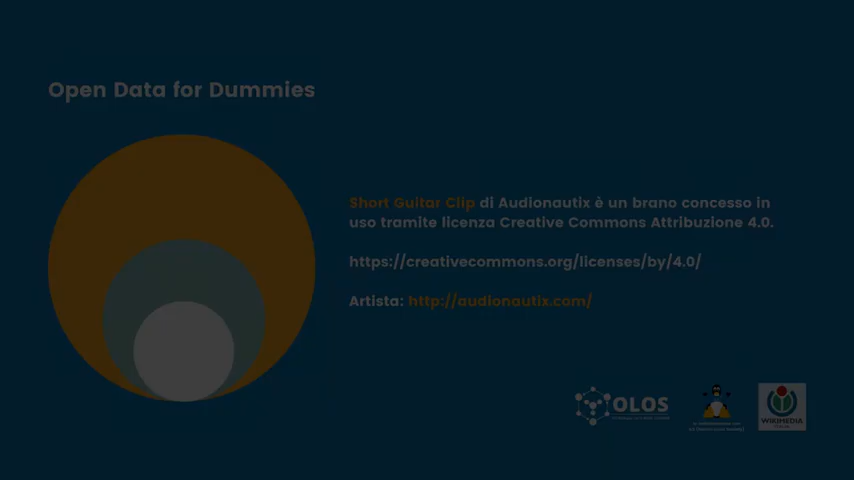 Open Data for Dummies
Short Guitar Clip di Audionautix è un brano concesso in
uso tramite licenza Creative Commons Attribuzione 4.0.
https://creativecommons.org/licenses/by/4.0/
Artista: http://audionautix.com/
OLOS
WIKIMEDIA